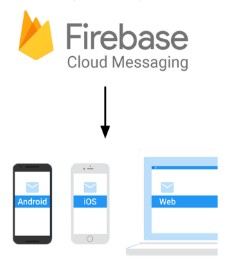 Firebase
Cloud Messaging
Android
iOS
Web